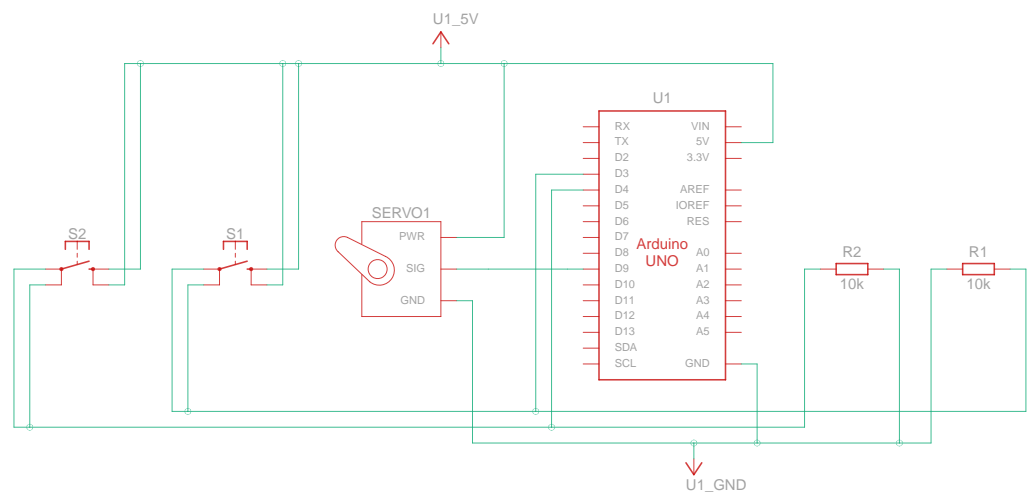 U1_5V
U1
RX
TX
D2
D3
D4
D5
D6
D7
D8
D9
D10
D11
D12
D13
SDA
SCL
VIN
5V
3.3V
AREF
IOREF
RES
A0
A1
A2
A3
A4
A5
GND
Arduino
UNO
S2
S1
SERVO1
PWR
SIG
GND
R2
10k
R1
10k
U1_GND